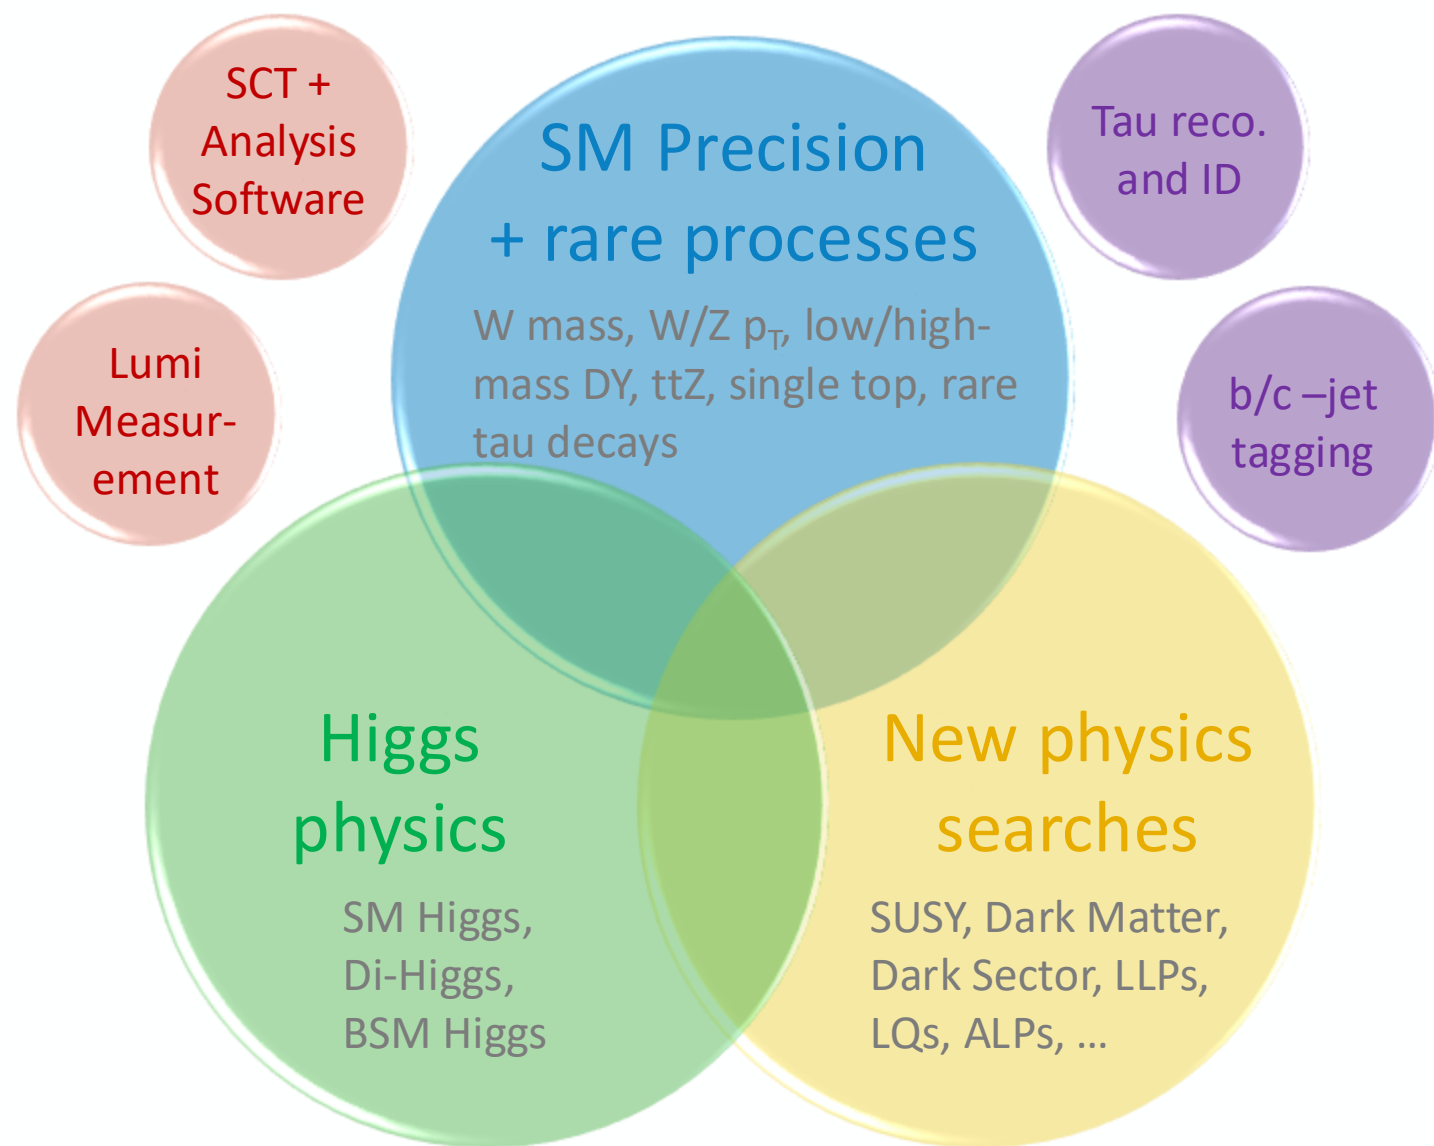 SCT +
Analysis
Software
Lumi
Measur-
ement
SM Precision
+ rare processes
W mass, W/Z pT, low/high-
mass DY, ttZ, single top, rare
tau decays
Tau reco.
and ID
b/c –jet
tagging
Higgs
physics
SM Higgs,
Di-Higgs,
BSM Higgs
New physics
searches
SUSY, Dark Matter,
Dark Sector, LLPs,
LQs, ALPs, ...